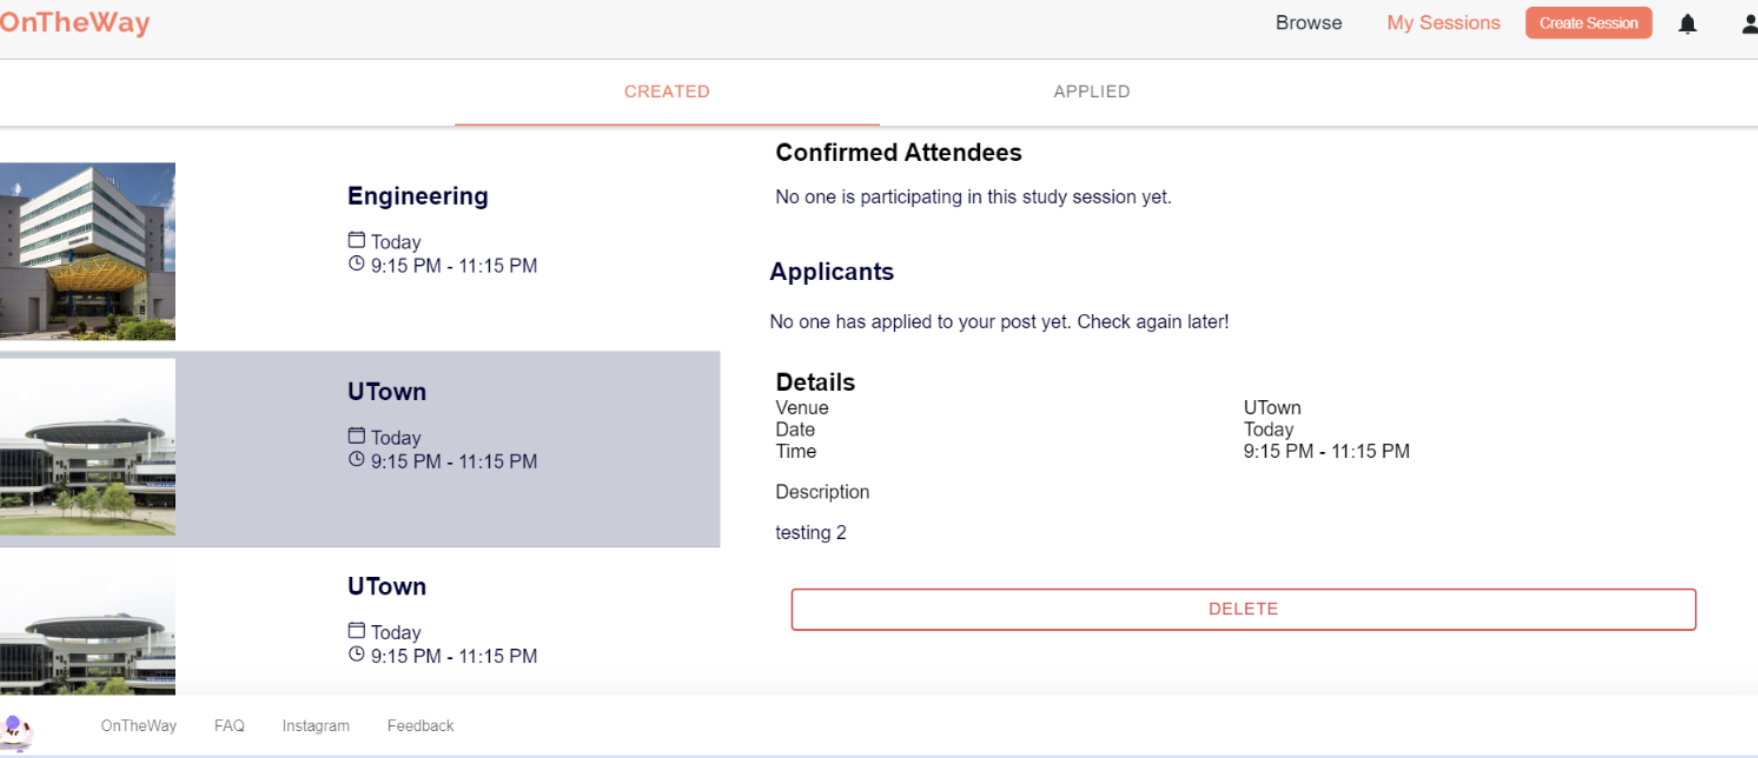 OnTheWay
Browse
My Sessions
Create Session
CREATED
APPLIED
Engineering
Today
9:15 PM - 11:15 PM
UTown
Today
9:15 PM - 11:15 PM
UTown
Today
9:15 PM - 11:15 PM
Confirmed Attendees
No one is participating in this study session yet.
Applicants
No one has applied to your post yet. Check again later!
Details
Venue UTown
Date Today
Time 9:15 PM - 11:15 PM
Description
testing 2
DELETE
OnTheWay
FAQ
Instagram
Feedback